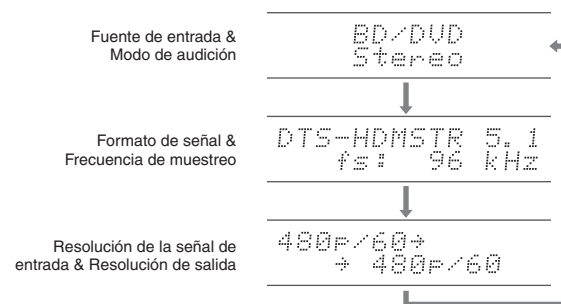 Fuente de entrada &
Modo de audición
BD/DVD
Stereo
Formato de señal &
Frecuencia de muestreo
DTS-HDMSTR 5.1
fs: 96 kHz
Resolución de la señal de
entrada & Resolución de salida
480p/60→
→ 480p/60